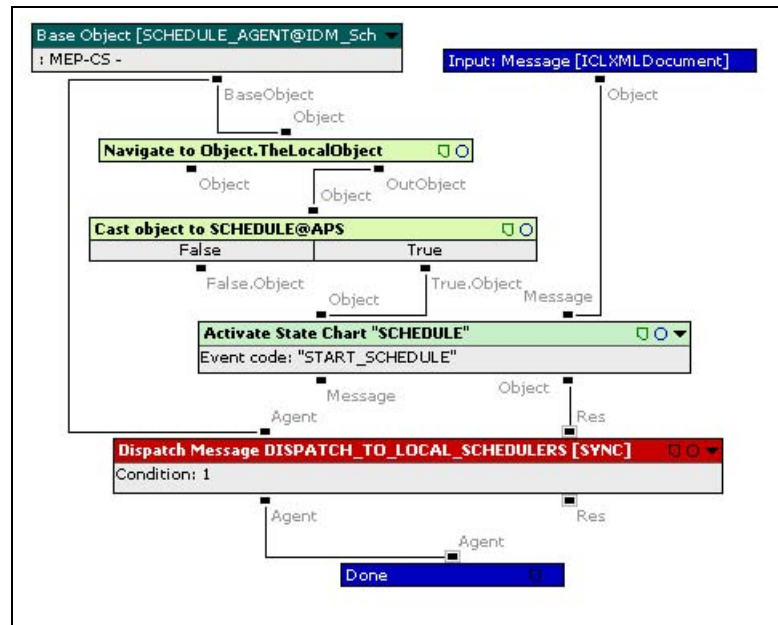 Base Object [SCHEDULE_AGENT@IDM_Sch
: MEP-CS -
Input: Message [ICLXMLDocument]
BaseObject
Object
Object
Navigate to Object.TheLocalObject
Object
OutObject
Object
Cast object to SCHEDULE@APS
False True
False.Object
True.Object
Object
Message
Activate State Chart "SCHEDULE"
Event code: "START_SCHEDULE"
Message
Object
Agent
Res
Dispatch Message DISPATCH_TO_LOCAL_SCHEDULERS [SYNC]
Condition: 1
Agent
Res
Agent
Done